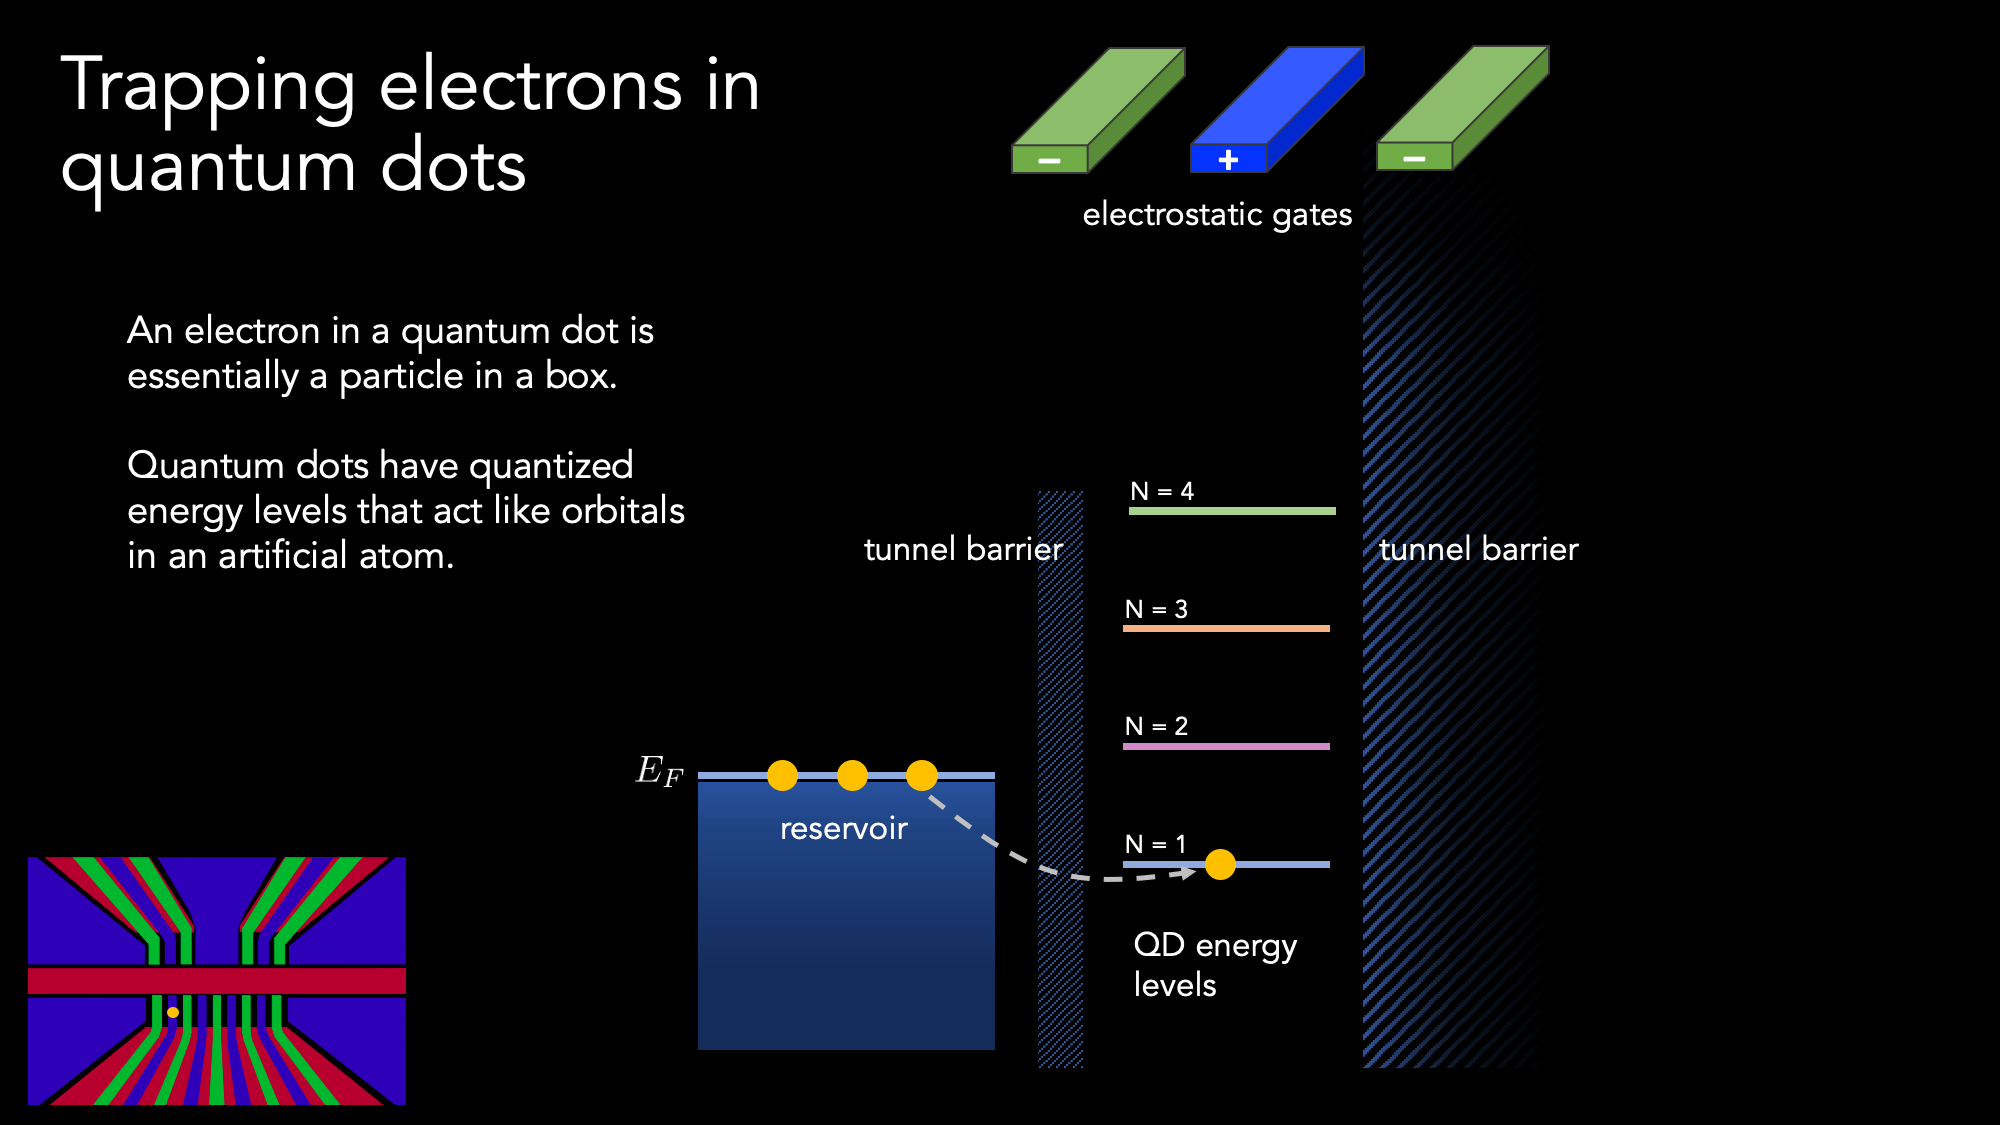 Trapping electrons in
quantum dots
An electron in a quantum dot is
essentially a particle in a box.
Quantum dots have quantized
energy levels that act like orbitals
in an artificial atom.
−
+
−
electrostatic gates
N = 4
tunnel barrier
tunnel barrier
N = 3
N = 2
E_F
reservoir
N = 1
QD energy
levels